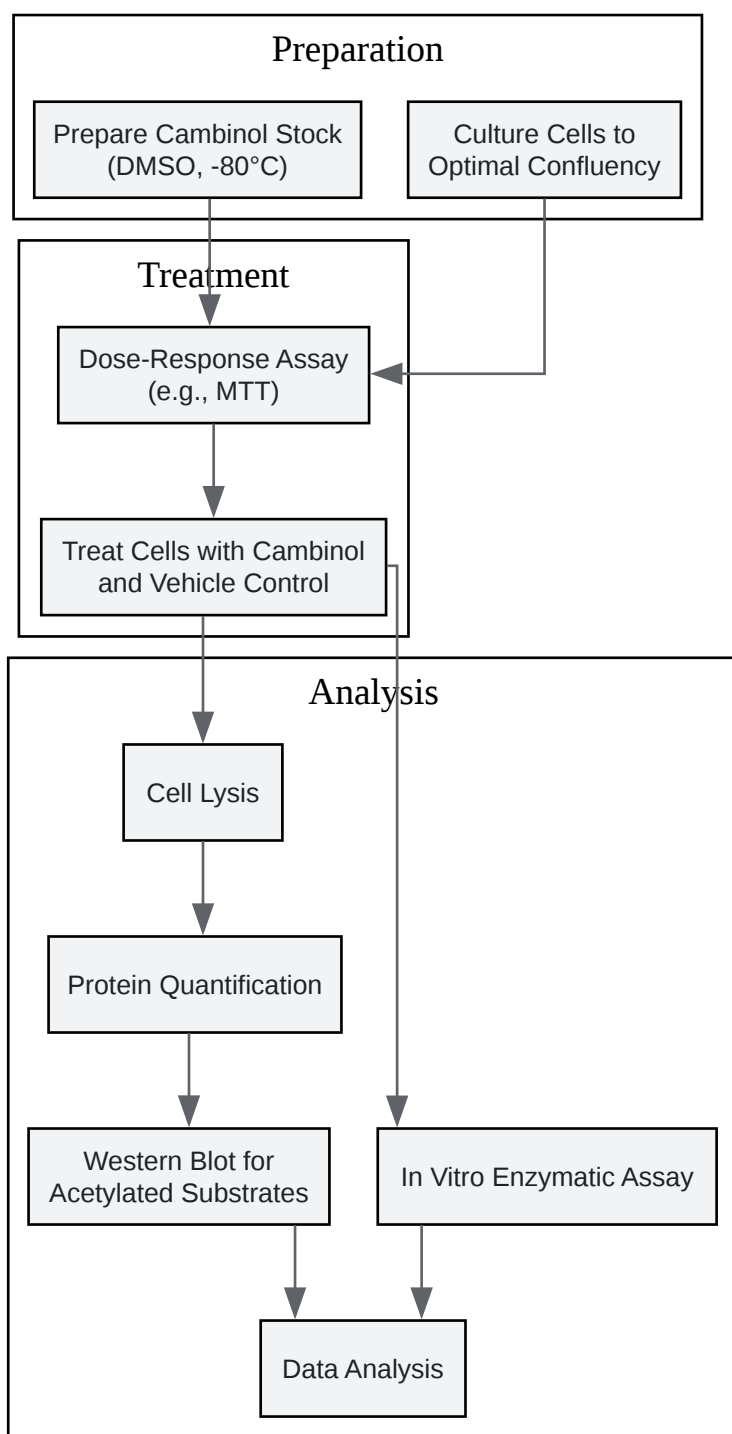 Preparation
Prepare Cambinol Stock
(DMSO, -80°C)
Culture Cells to
Optimal Confluency
Treatment
Dose-Response Assay
(e.g., MTT)
Treat Cells with Cambinol
and Vehicle Control
Analysis
Cell Lysis
Protein Quantification
Western Blot for
Acetylated Substrates
In Vitro Enzymatic Assay
Data Analysis